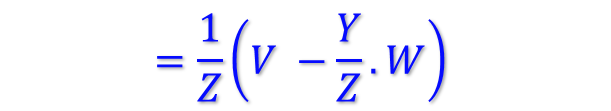 = 1/Z (V − Y/Z . W)